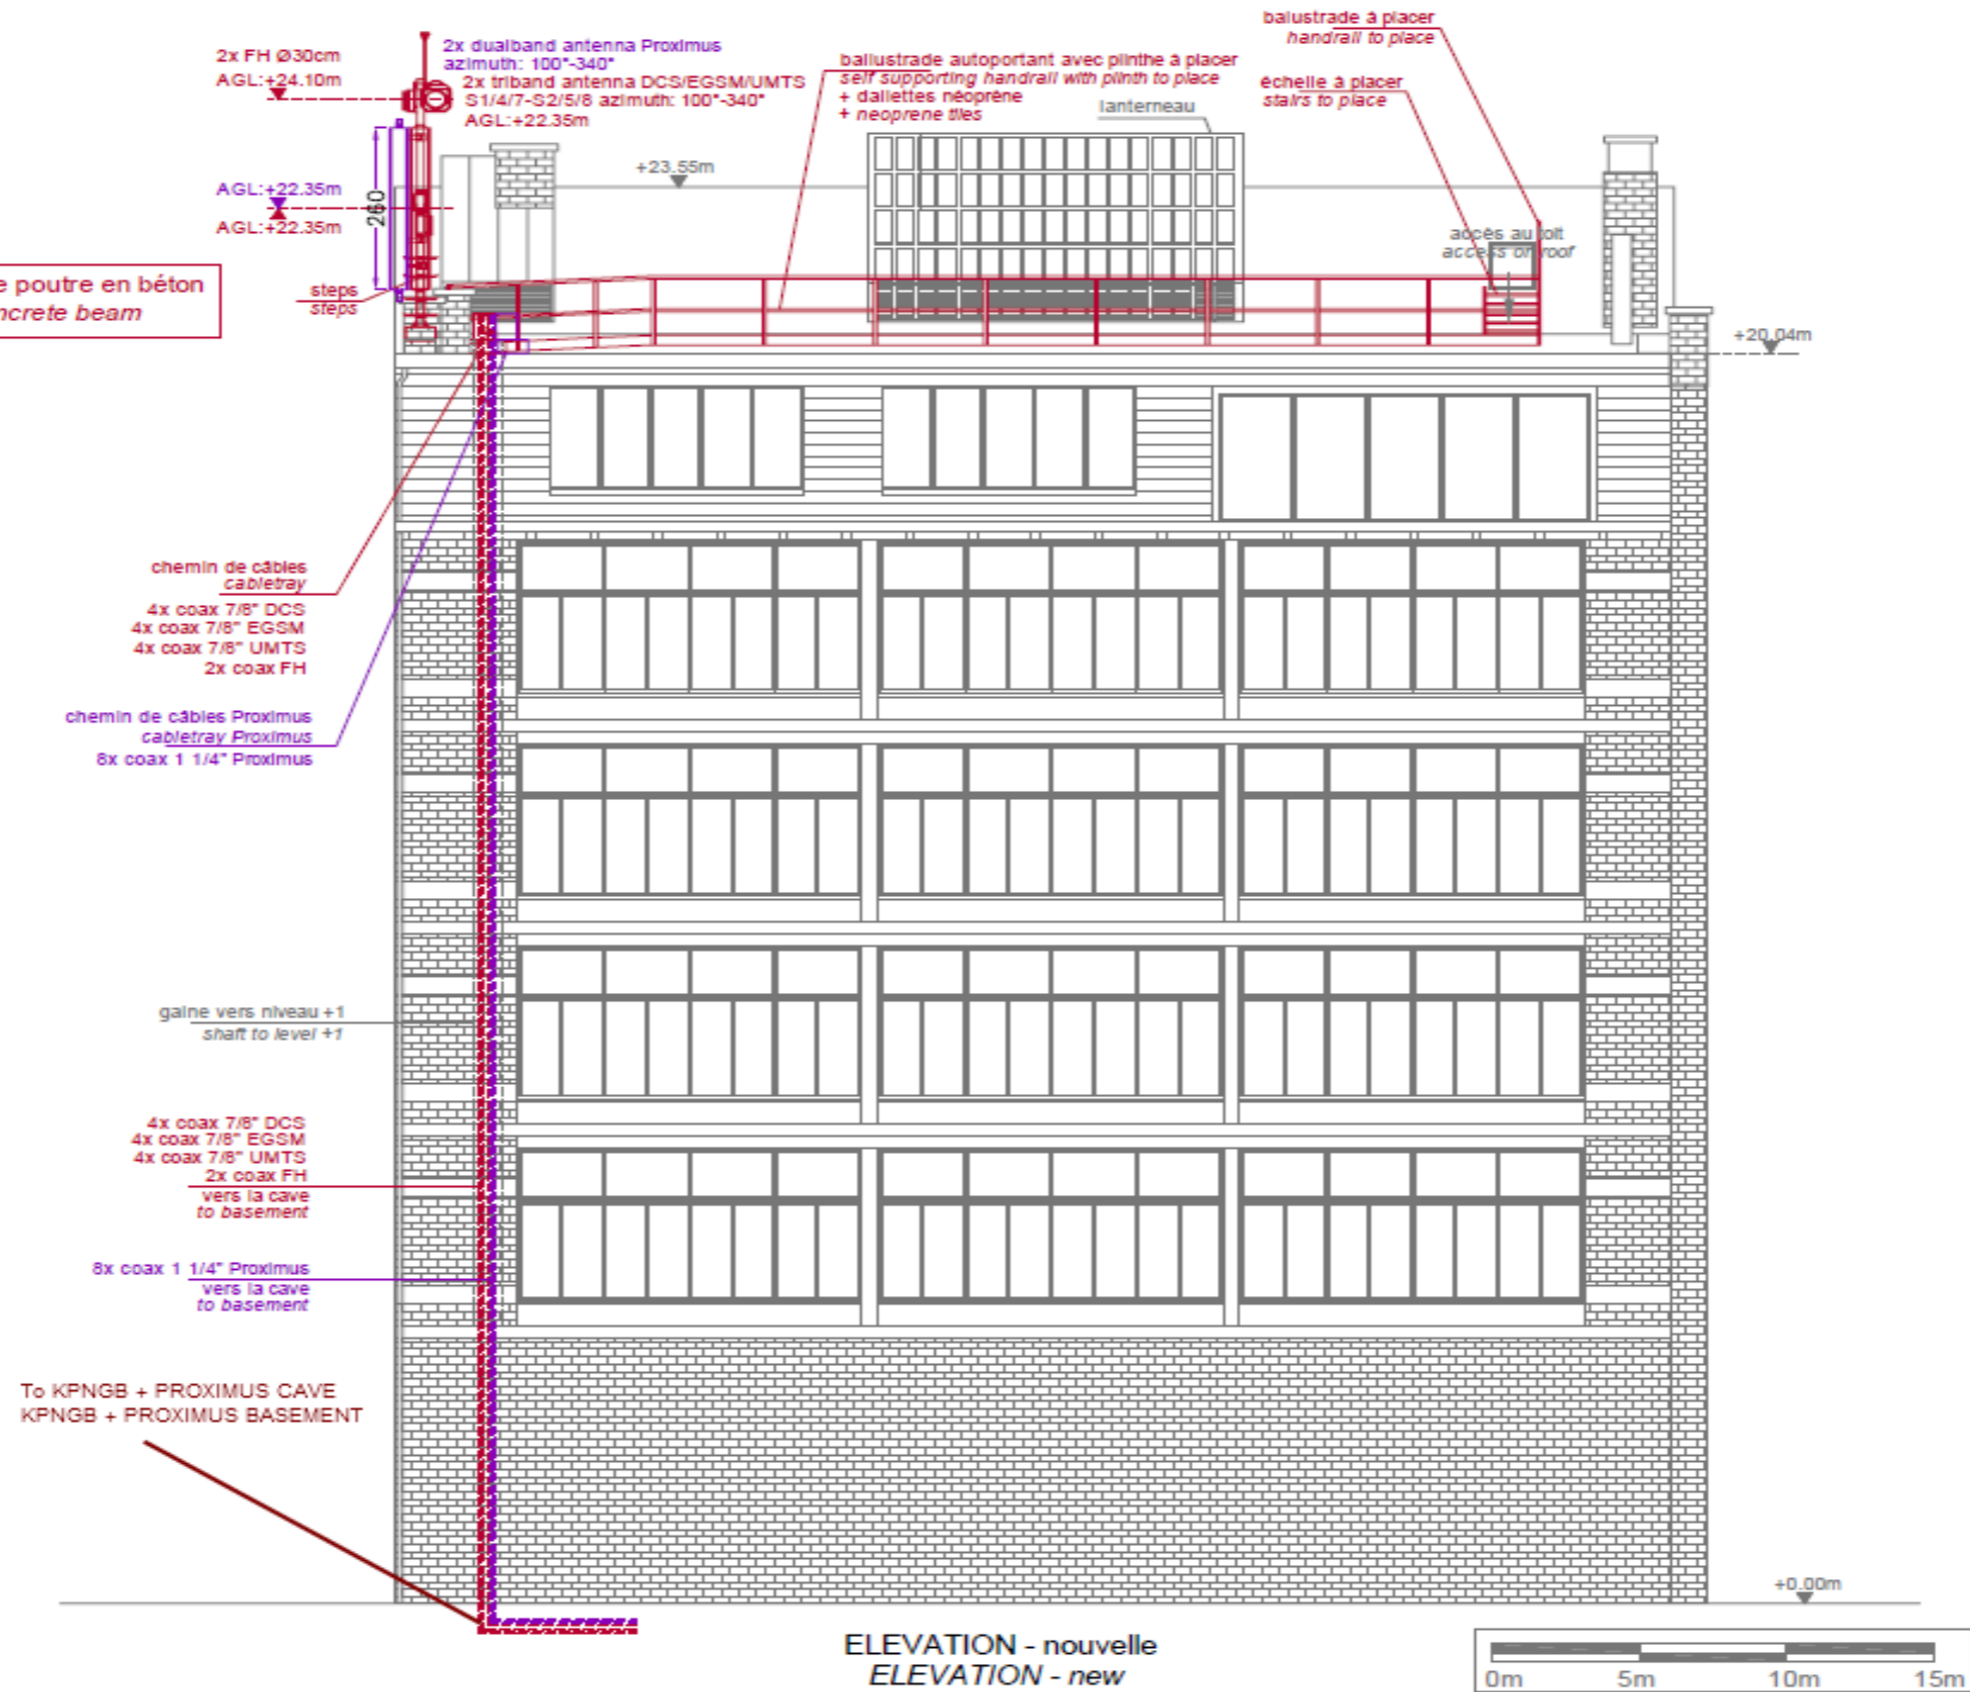 balustrade à placer
handrail to place
2x FH Ø30cm
AGL:+24.10m
2x dualband antenna Proximus
azimuth: 100°-340°
2x triband antenna DCS/EGSM/UMTS
S1/4/7-S2/5/8 azimuth: 100°-340°
AGL:+22.35m
ballustrade autoportant avec plinthe à placer
self supporting handrail with plinth to place
+ dallettes néoprène
+ neoprene tiles
échelle à placer
stairs to place
lanterneau
+23.55m
AGL:+22.35m
AGL:+22.35m
260
accès au toit
access on roof
e poutre en béton
ncrete beam
steps
steps
+20.04m
chemin de câbles
cabletray
4x coax 7/8" DCS
4x coax 7/8" EGSM
4x coax 7/8" UMTS
2x coax FH
chemin de câbles Proximus
cabletray Proximus
8x coax 1 1/4" Proximus
gaine vers niveau +1
shaft to level +1
4x coax 7/8" DCS
4x coax 7/8" EGSM
4x coax 7/8" UMTS
2x coax FH
vers la cave
to basement
8x coax 1 1/4" Proximus
vers la cave
to basement
To KPNGB + PROXIMUS CAVE
KPNGB + PROXIMUS BASEMENT
+0.00m
ELEVATION - nouvelle
ELEVATION - new
0m 5m 10m 15m